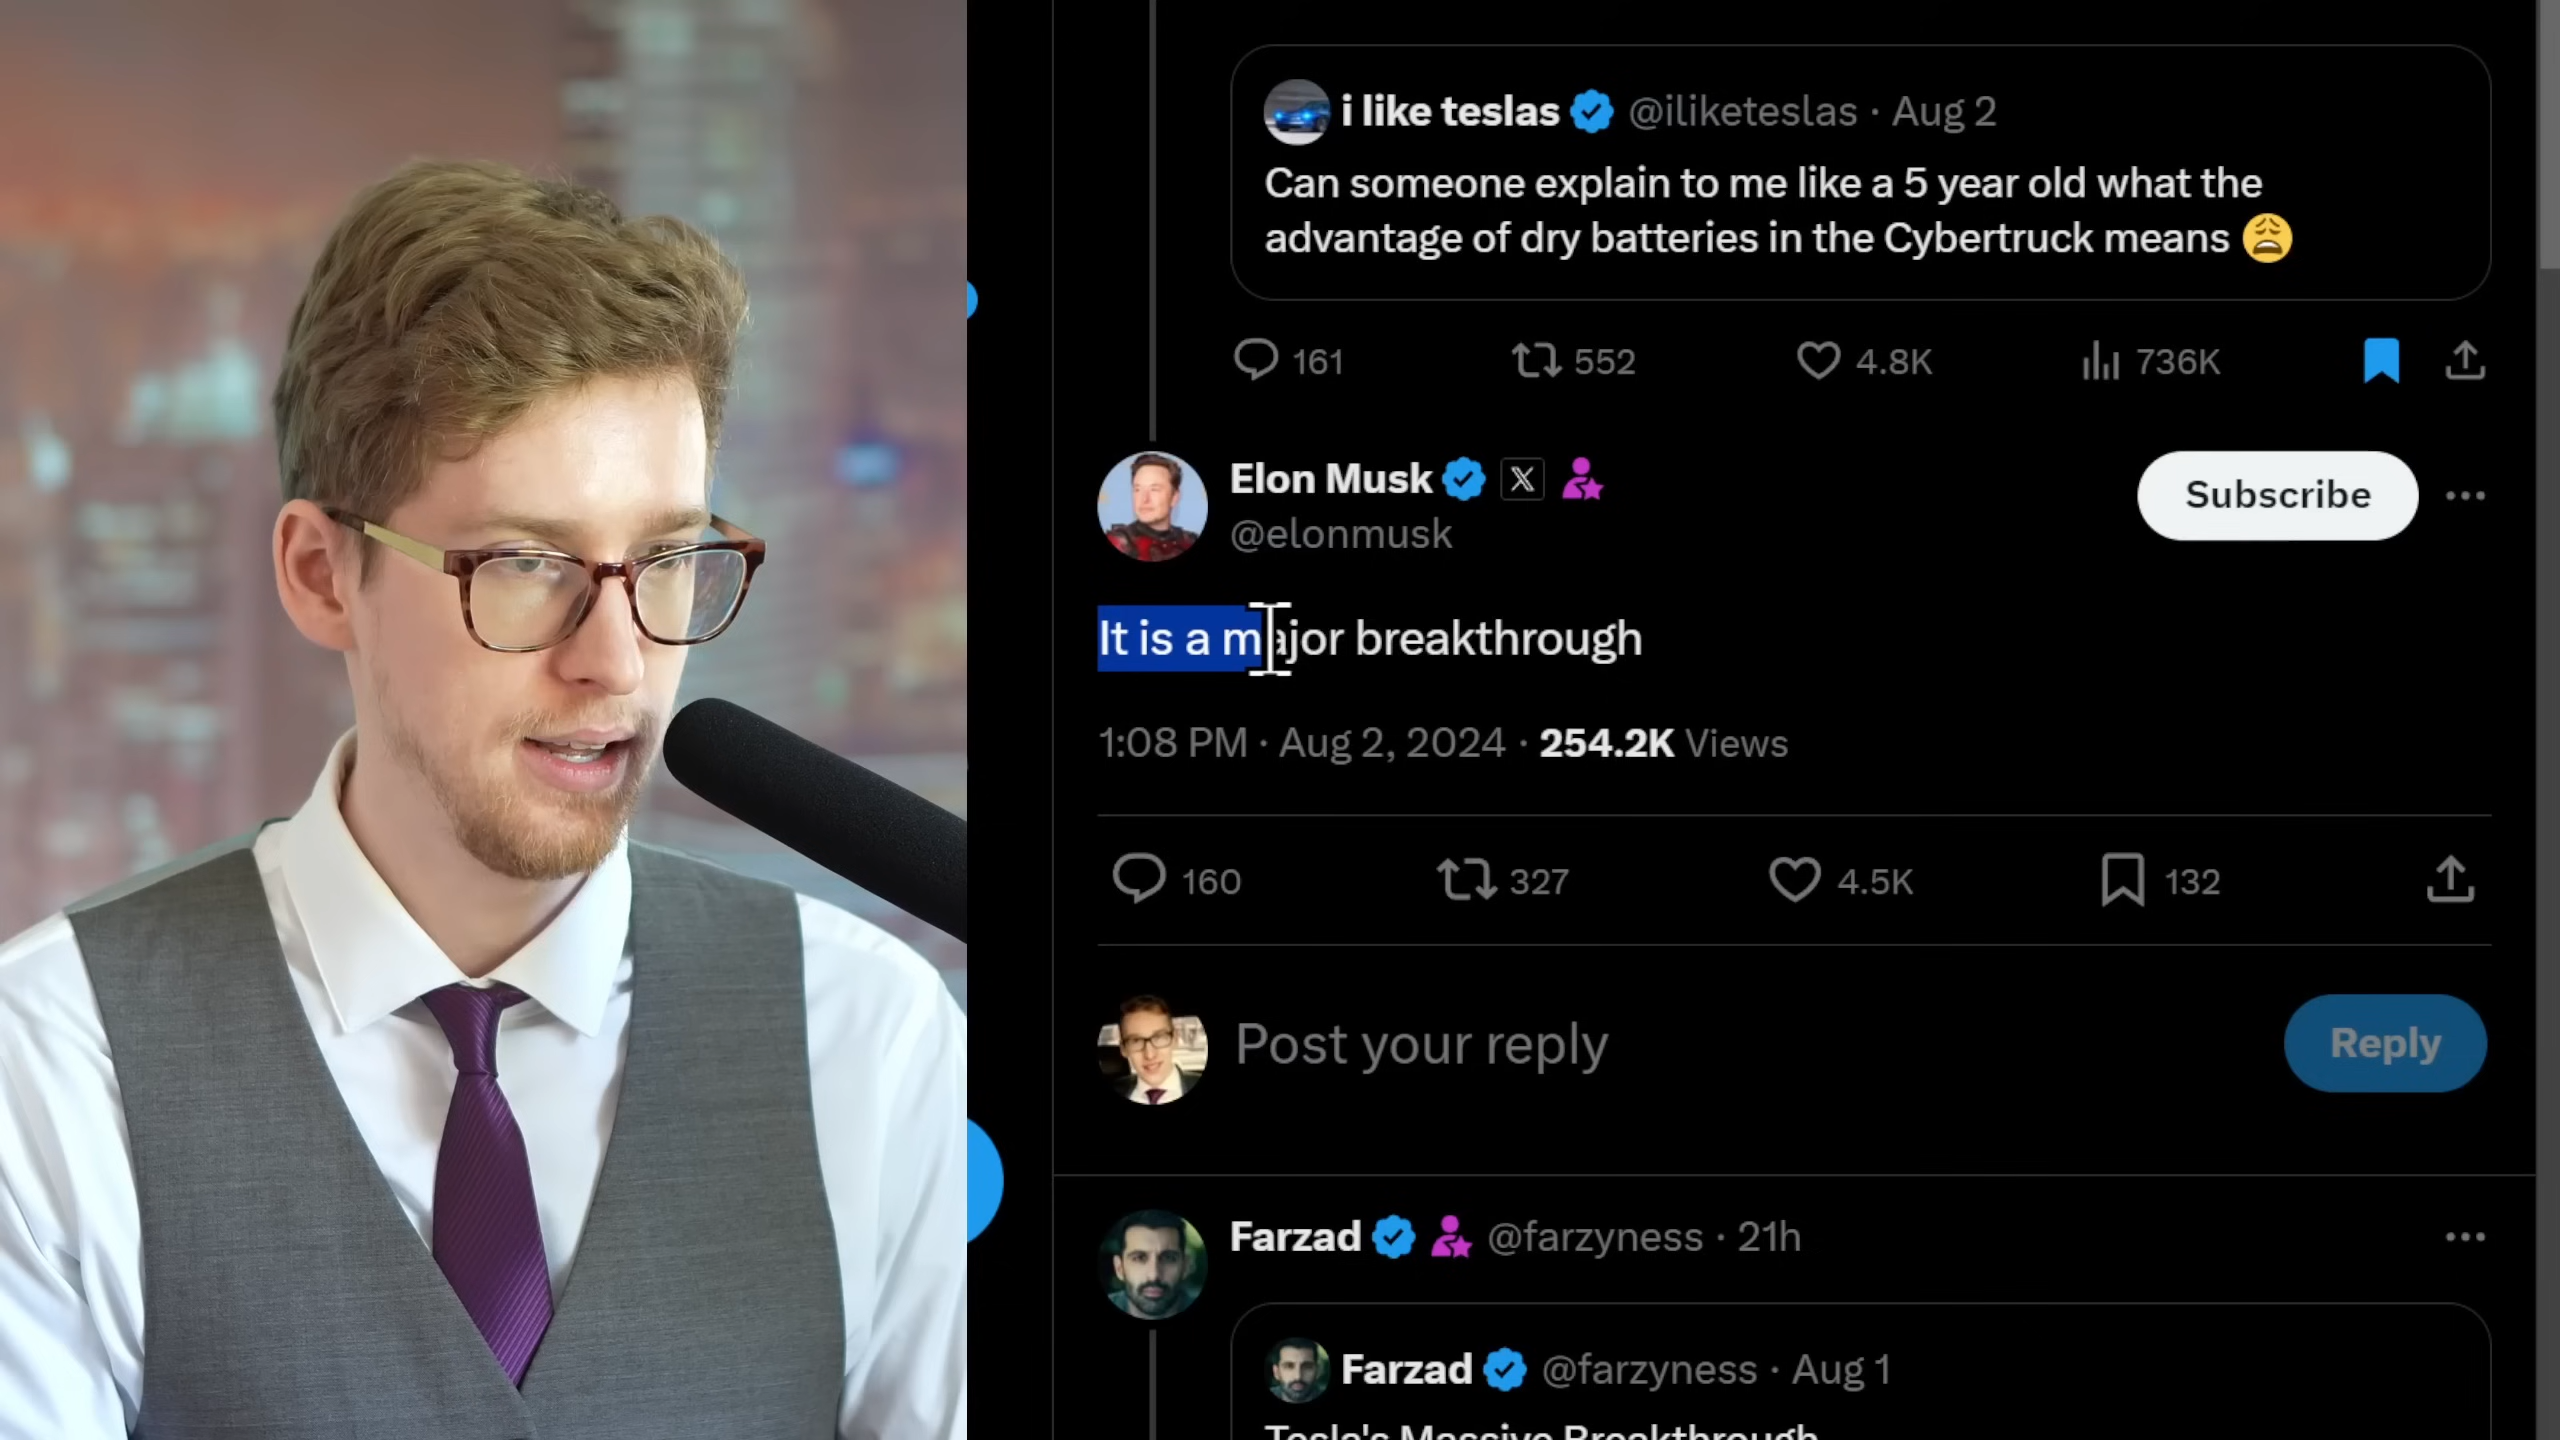 i like teslas @iliketeslas · Aug 2
Can someone explain to me like a 5 year old what the
advantage of dry batteries in the Cybertruck means 😩
161 552 4.8K 736K
Elon Musk X
@elonmusk
Subscribe
It is a major breakthrough
1:08 PM · Aug 2, 2024 · 254.2K Views
160 327 4.5K 132
Post your reply
Reply
Farzad @farzyness · 21h
Farzad @farzyness · Aug 1
Tesla's Massive Breakthrough